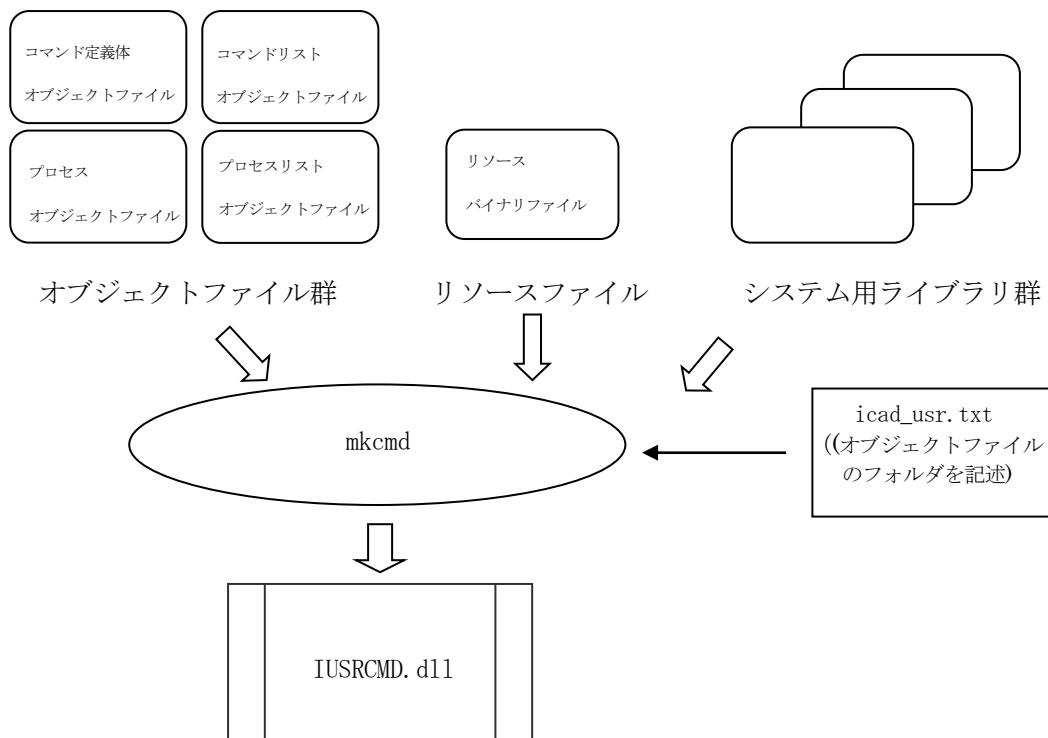 コマンド定義体
オブジェクトファイル
コマンドリスト
オブジェクトファイル
プロセス
オブジェクトファイル
プロセスリスト
オブジェクトファイル
リソース
バイナリファイル
オブジェクトファイル群
リソースファイル
システム用ライブラリ群
mkcmd
icad_usr.txt
((オブジェクトファイル
のフォルダを記述)
IUSRCMD.dll